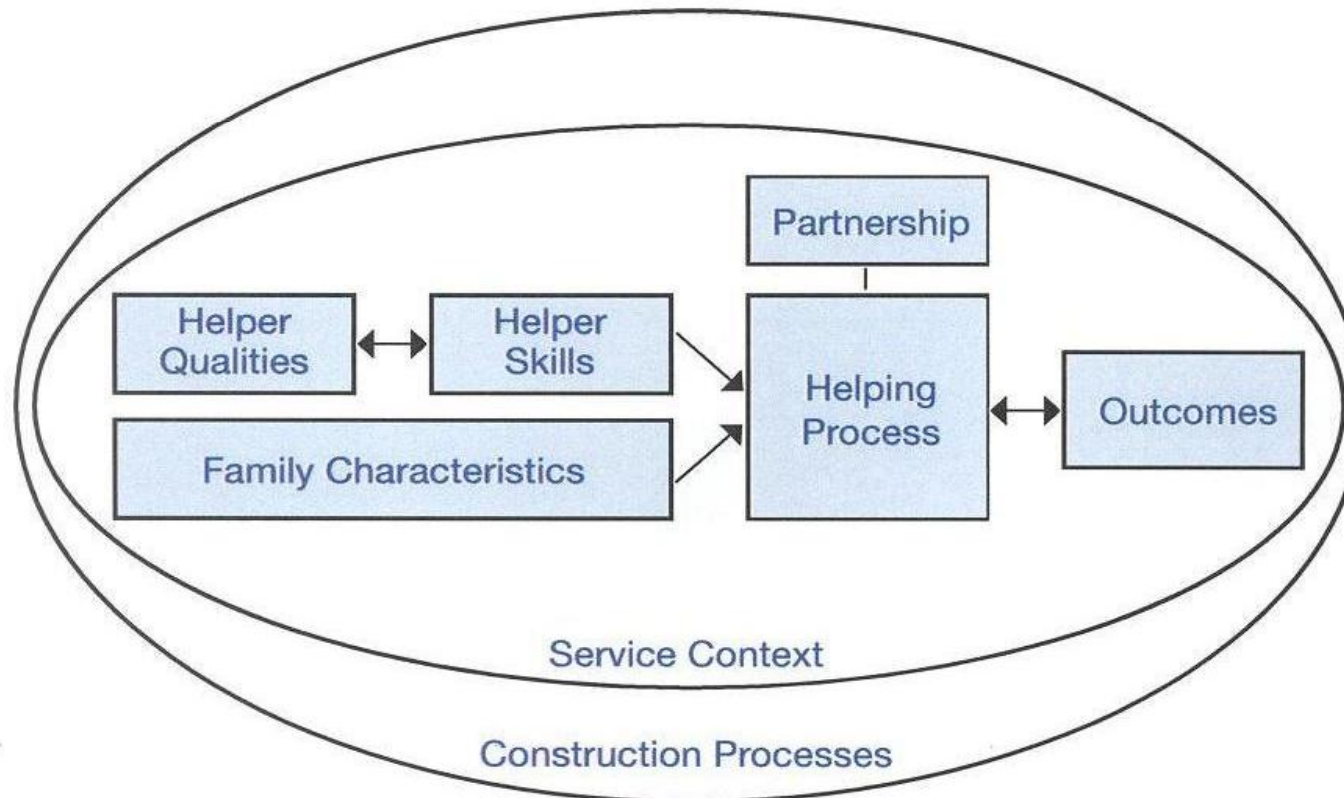 Partnership
Helper
Qualities
Helper
Skills
Family Characteristics
Helping
Process
Outcomes
Service Context
Construction Processes